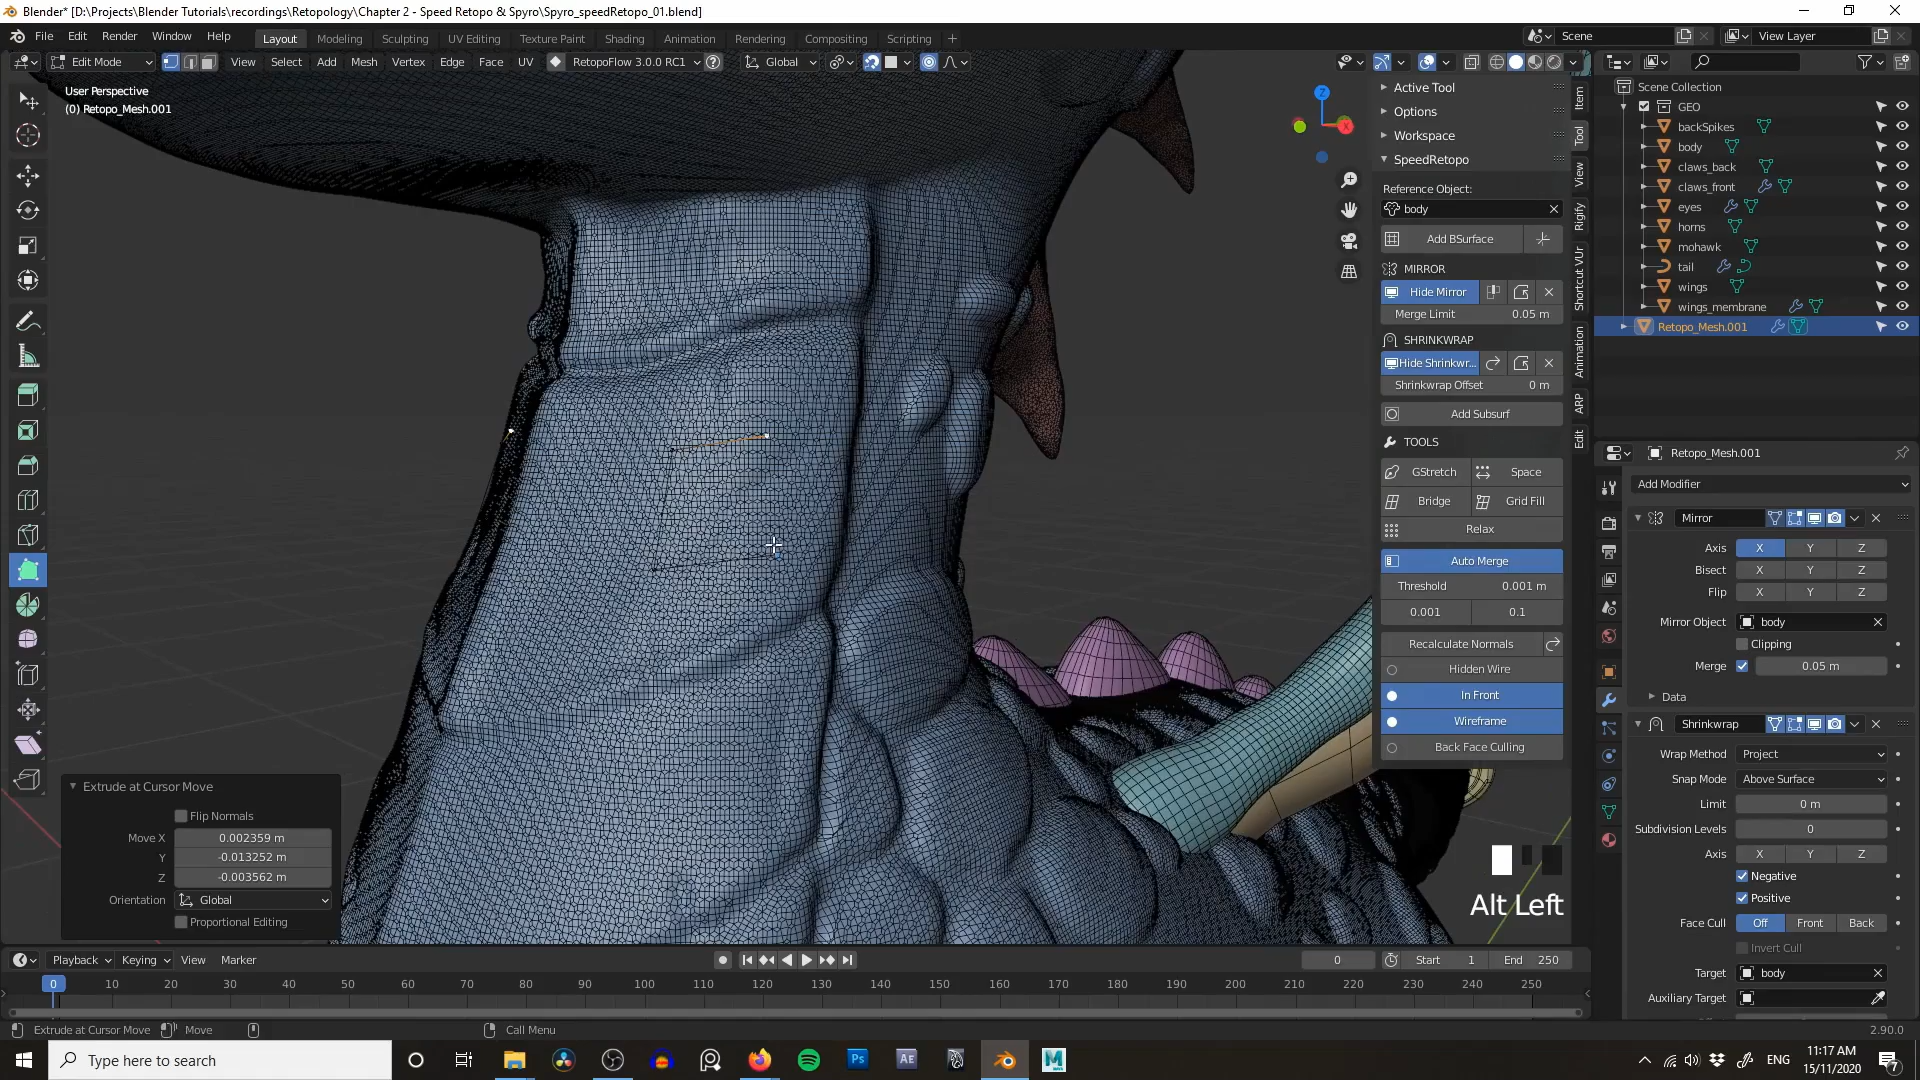 Blender* [D:\Projects\Blender Tutorials\recordings\Retopology\Chapter 2 - Speed Retopo & Spyro\Spyro_speedRetopo_01.blend]
File Edit Render Window Help Layout Modeling Sculpting UV Editing Texture Paint Shading Animation Rendering Compositing Scripting Scene View Layer
Edit Mode View Select Add Mesh Vertex Edge Face UV RetopoFlow 3.0.0 RC1 Global
User Perspective
(0) Retopo_Mesh.001
Z
X
Active Tool
Options
Workspace
SpeedRetopo
Reference Object:
body
Add BSurface
MIRROR
Hide Mirror
Merge Limit 0.05 m
SHRINKWRAP
Hide Shrinkwr...
Shrinkwrap Offset 0 m
Add Subsurf
TOOLS
GStretch Space
Bridge Grid Fill
Relax
Auto Merge
Threshold 0.001 m
0.001 0.1
Recalculate Normals
Hidden Wire
In Front
Wireframe
Back Face Culling
Item
Tool
View
Rigify
Shortcut VUr
Animation
ARP
Edit
Scene Collection
GEO
backSpikes
body
claws_back
claws_front
eyes
horns
mohawk
tail
wings
wings_membrane
Retopo_Mesh.001
Retopo_Mesh.001
Add Modifier
Mirror
Axis X Y Z
Bisect X Y Z
Flip X Y Z
Mirror Object body
Clipping
Merge 0.05 m
Data
Shrinkwrap
Wrap Method Project
Snap Mode Above Surface
Limit 0 m
Subdivision Levels 0
Axis X Y Z
Negative
Positive
Face Cull Off Front Back
Invert Cull
Target body
Auxiliary Target
Extrude at Cursor Move
Flip Normals
Move X 0.002359 m
Y -0.013252 m
Z -0.003562 m
Orientation Global
Proportional Editing
Alt Left
Playback Keying View Marker 0 Start 1 End 250
0 10 20 30 40 50 60 70 80 90 100 110 120 130 140 150 160 170 180 190 200 210 220 230 240 250
Extrude at Cursor Move Move Call Menu 2.90.0
Type here to search
Ps
Ae
M
ENG
11:17 AM
15/11/2020
7